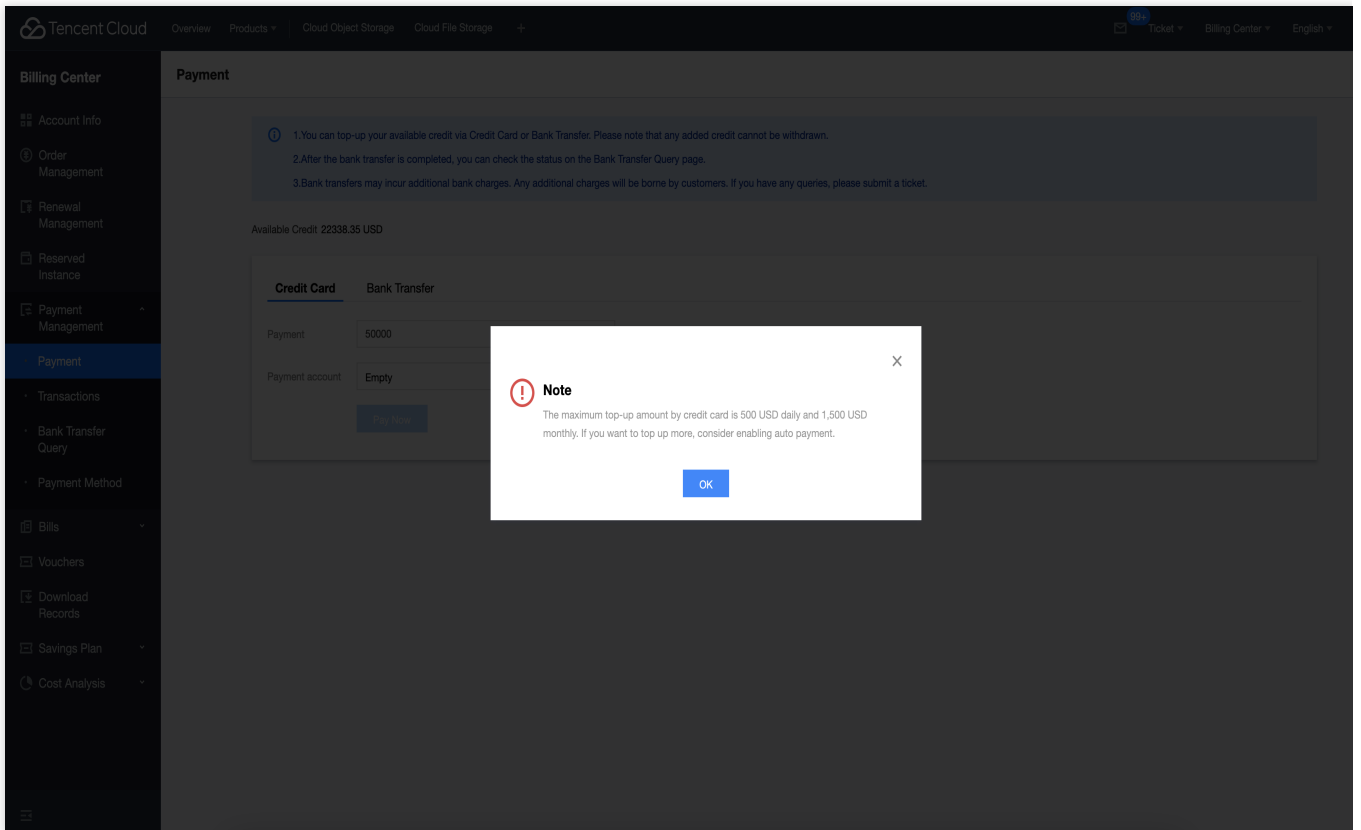 Tencent Cloud Overview Products Cloud Object Storage Cloud File Storage + 99+ Ticket Billing Center English
Billing Center
Account Info
Order
Management
Renewal
Management
Reserved
Instance
Payment
Management
Payment
Transactions
Bank Transfer
Query
Payment Method
Bills
Vouchers
Download
Records
Savings Plan
Cost Analysis
Payment
1.You can top-up your available credit via Credit Card or Bank Transfer. Please note that any added credit cannot be withdrawn.
2.After the bank transfer is completed, you can check the status on the Bank Transfer Query page.
3.Bank transfers may incur additional bank charges. Any additional charges will be borne by customers. If you have any queries, please submit a ticket.
Available Credit 22338.35 USD
Credit Card Bank Transfer
Payment 50000
Payment account Empty
Pay Now
X
Note
The maximum top-up amount by credit card is 500 USD daily and 1,500 USD
monthly. If you want to top up more, consider enabling auto payment.
OK